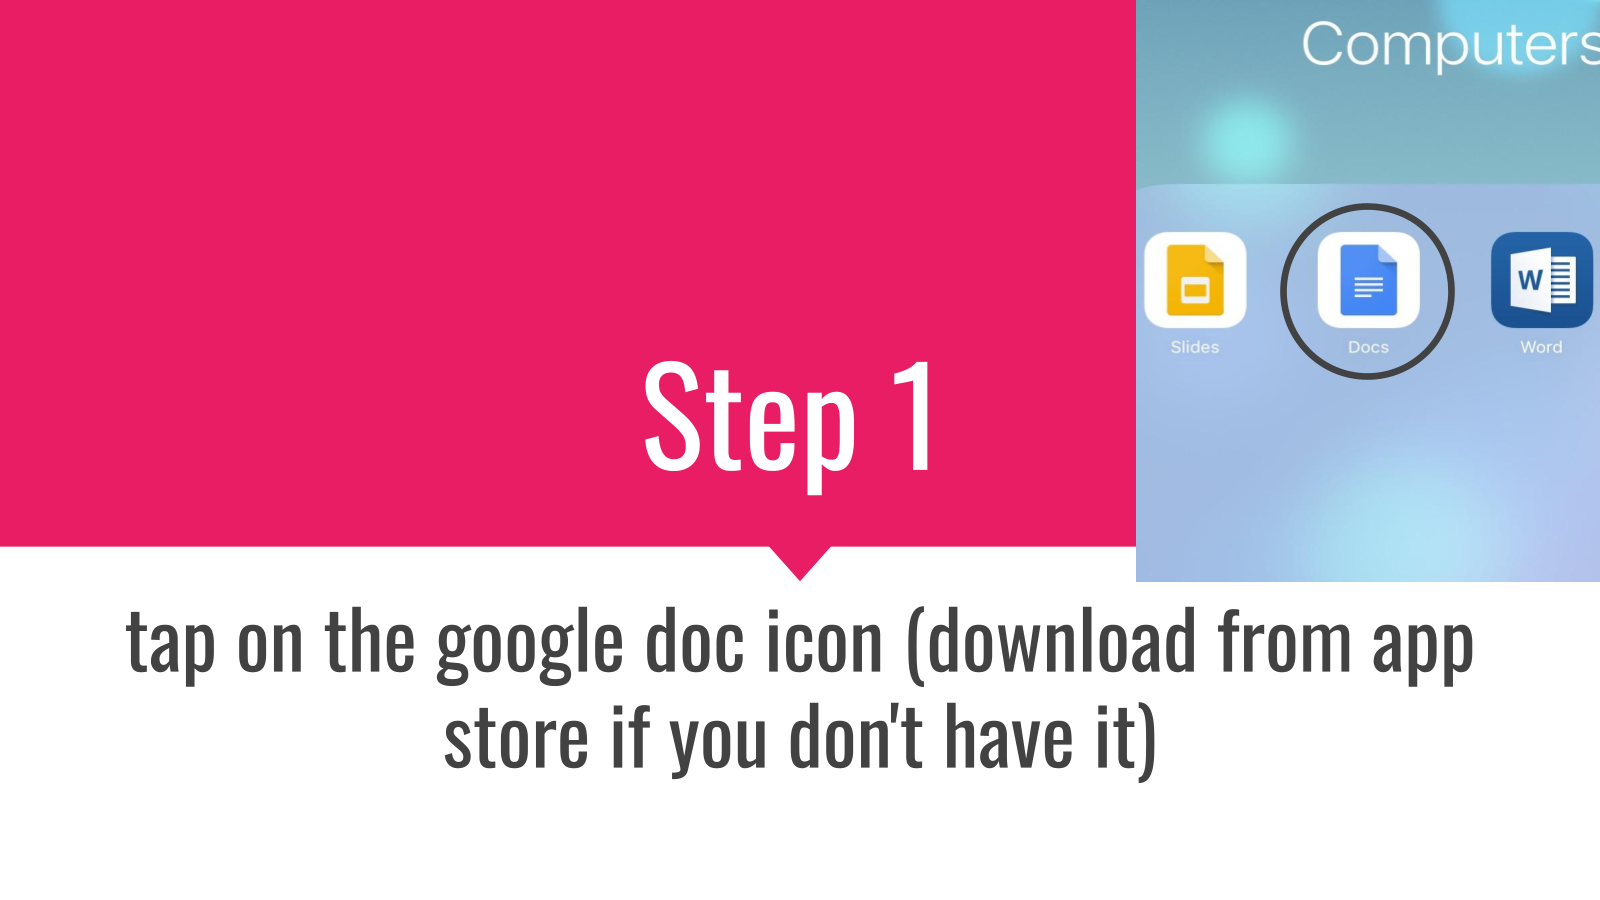 Computers
Slides
Docs
W
Word
Step 1
tap on the google doc icon (download from app
store if you don't have it)